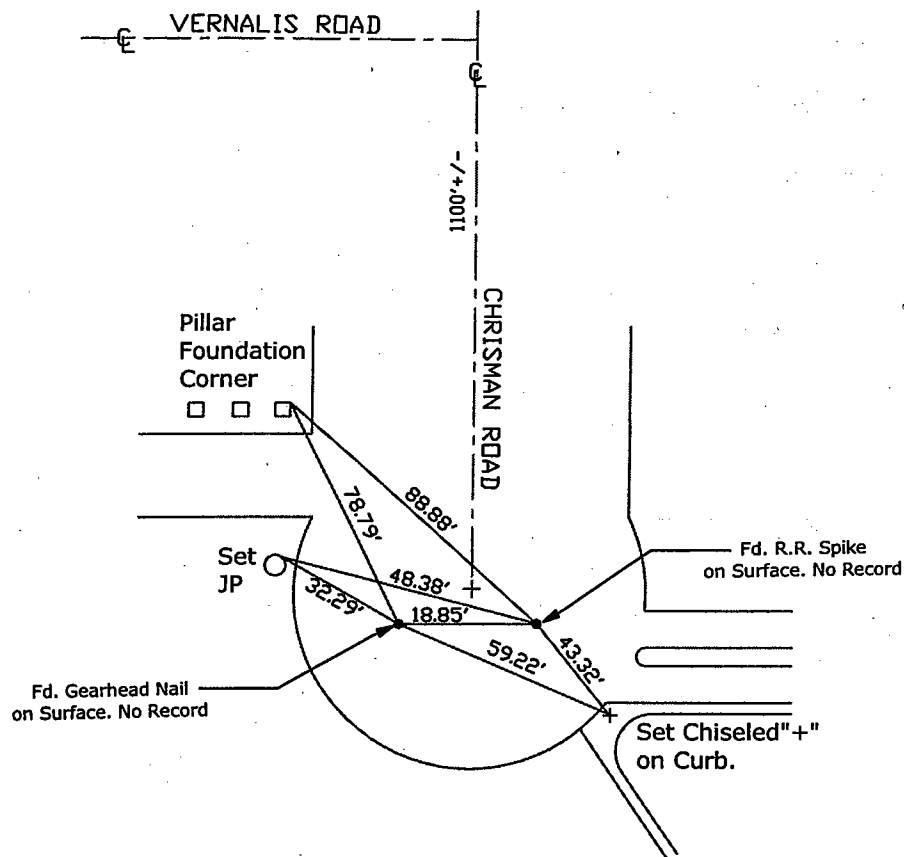 VERNALIS ROAD
℄
℄
1100'+/-
CHRISMAN ROAD
Pillar
Foundation
Corner
78.79'
88.88'
Set
JP
48.38'
32.29'
18.85'
Fd. R.R. Spike
on Surface. No Record
59.22'
43.32'
Fd. Gearhead Nail
on Surface. No Record
Set Chiseled"+"
on Curb.